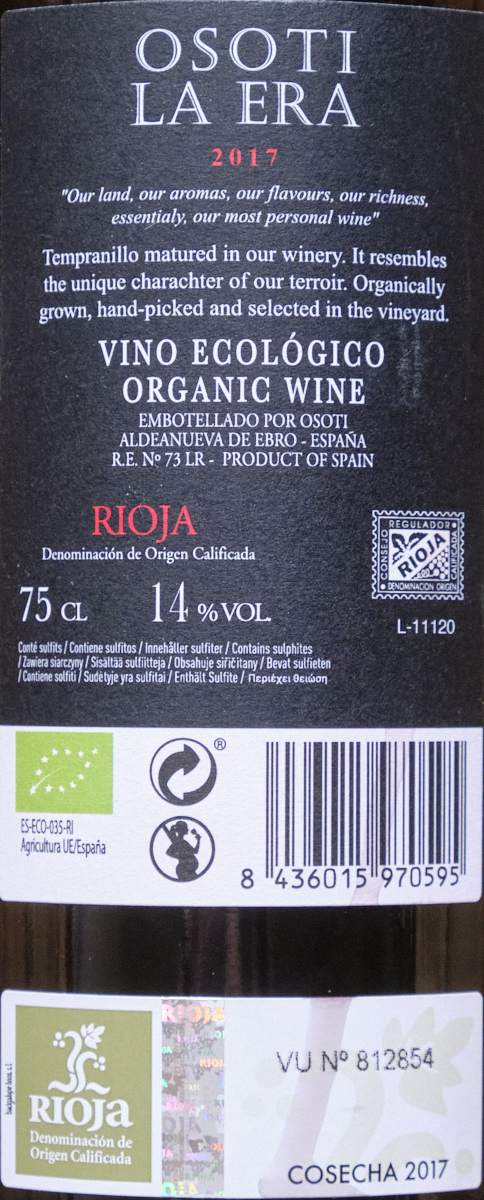 OSOTI
LA ERA
2017
"Our land, our aromas, our flavours, our richness,
essentialy, our most personal wine"
Tempranillo matured in our winery. It resembles
the unique charachter of our terroir. Organically
grown, hand-picked and selected in the vineyard.
VINO ECOLÓGICO
ORGANIC WINE
EMBOTELLADO POR OSOTI
ALDEANUEVA DE EBRO - ESPAÑA
R.E. Nº 73 LR - PRODUCT OF SPAIN
RIOJA
Denominación de Origen Calificada
CONSEJO REGULADOR
RIOJA
DENOMINACION ORIGEN CALIFICADA
75 CL 14 % VOL.
L-11120
Conté sulfits / Contiene sulfitos / Innehåller sulfiter / Contains sulphites
/ Zawiera siarczyny / Sisältää sulfiitteja / Obsahuje siřičitany / Bevat sulfieten
/ Contiene solfiti / Sudėtyje yra sulfitai / Enthält Sulfite / Περιέχει θειώση
®
ES-ECO-035-RI
Agricultura UE/España
8 436015 970595
RIOJA
Denominación de
Origen Calificada
RIOJA
VU Nº 812854
COSECHA 2017